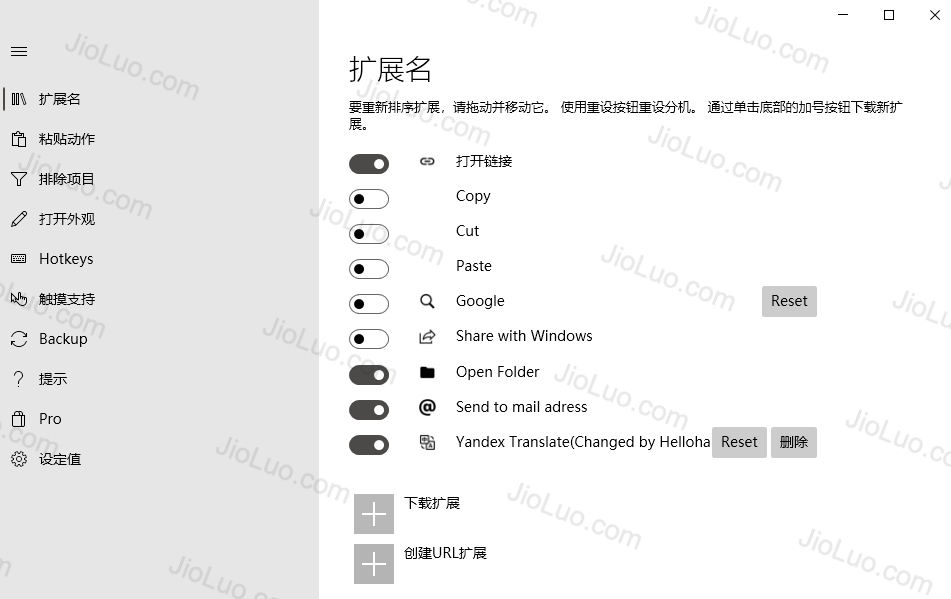 扩展名
粘贴动作
排除项目
打开外观
Hotkeys
触摸支持
Backup
提示
Pro
设定值
扩展名
要重新排序扩展，请拖动并移动它。 使用重设按钮重设分机。 通过单击底部的加号按钮下载新扩
展。
打开链接
Copy
Cut
Paste
Google Reset
Share with Windows
Open Folder
Send to mail adress
Yandex Translate(Changed by Helloha Reset 删除
下载扩展
创建URL扩展
JioLuo.com